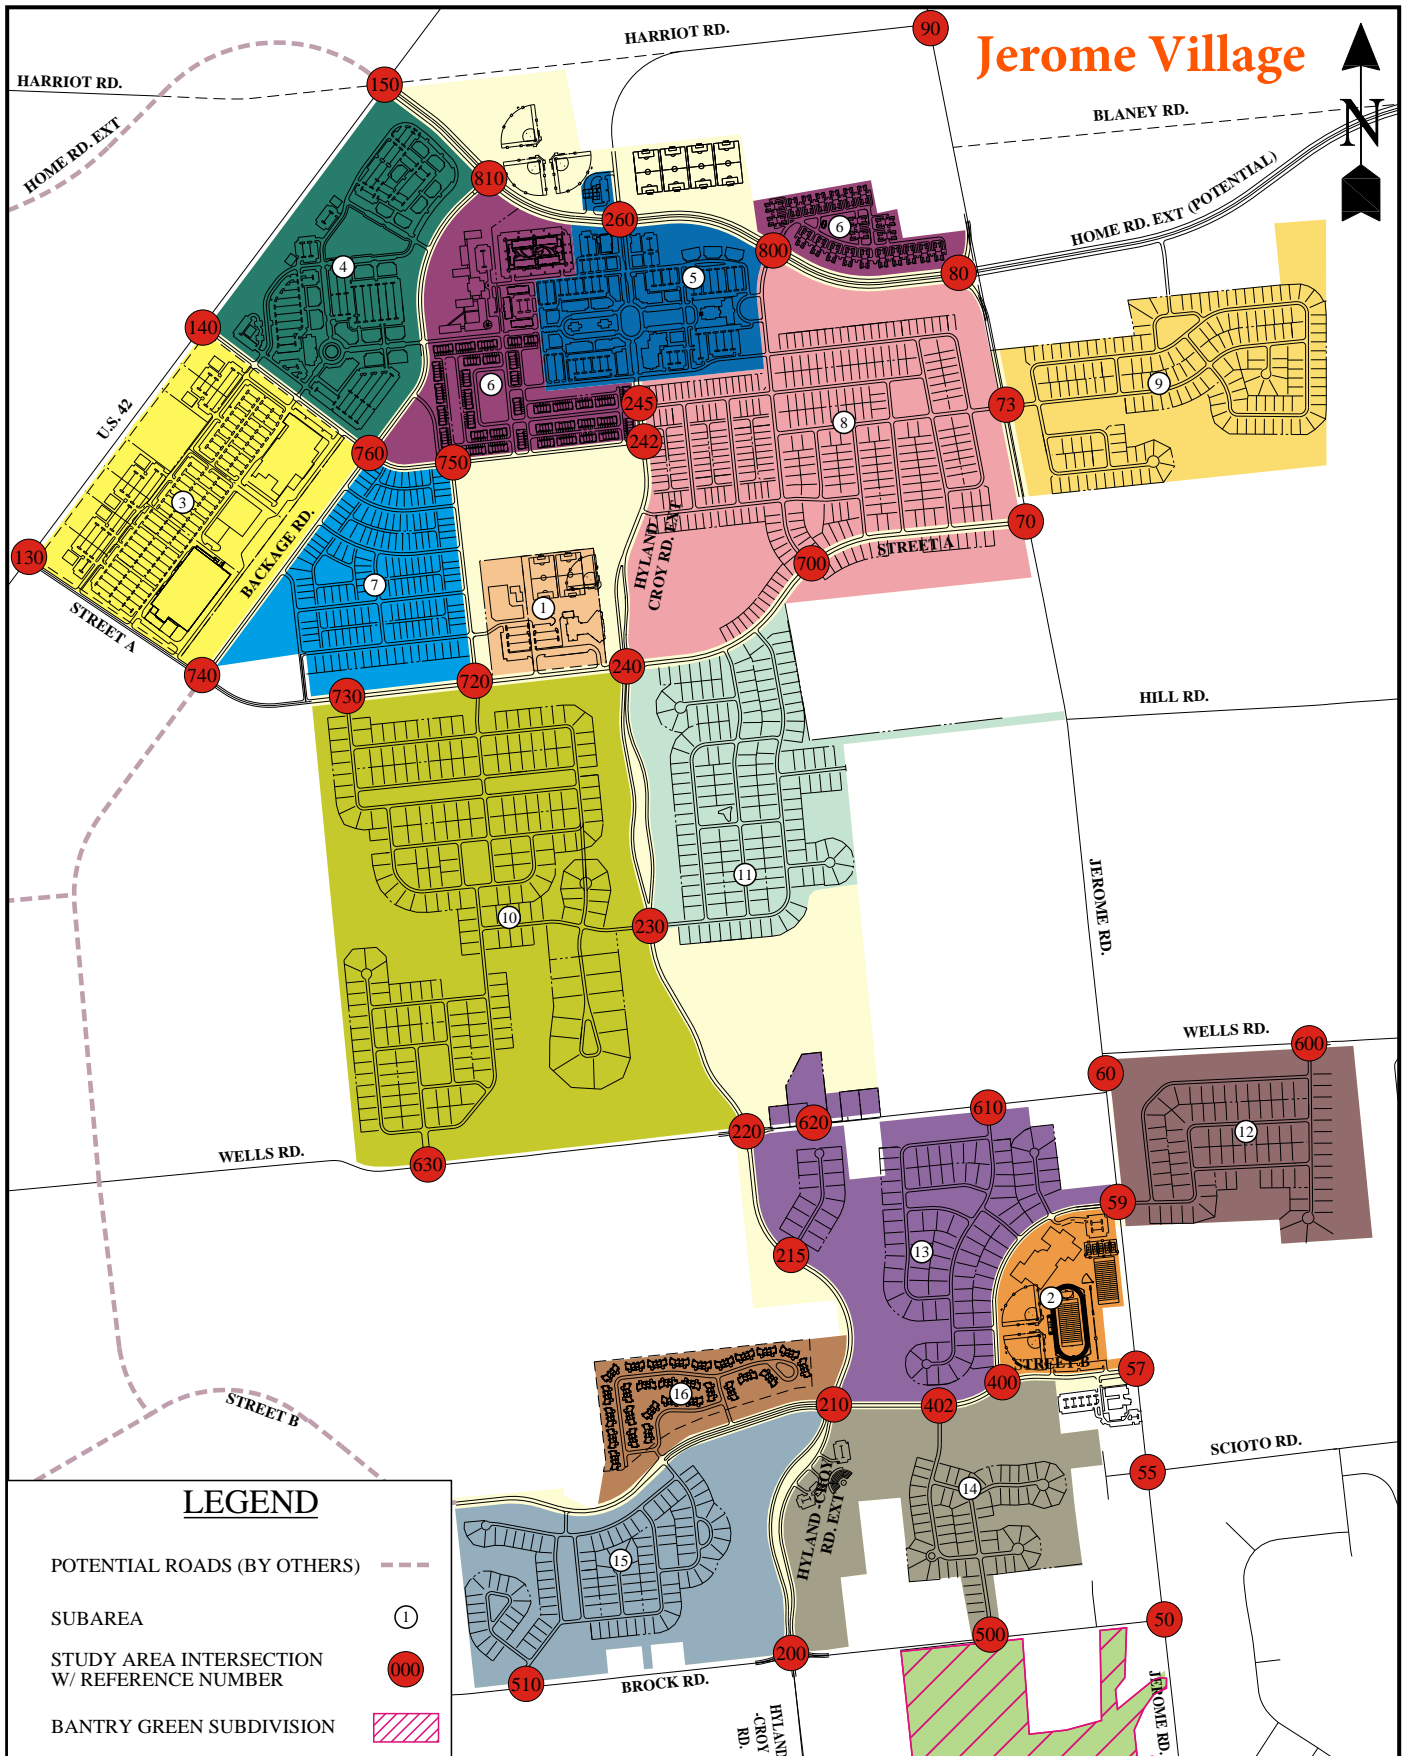 Jerome Village
N
HARRIOT RD.
90
HARRIOT RD.
150
BLANEY RD.
HOME RD. EXT
HOME RD. EXT (POTENTIAL)
810
260
6
800
80
4
5
140
9
6
245
73
8
242
U.S. 42
760
750
3
70
HYLAND -
CROY RD. EXT
STREET A
130
BACKAGE RD.
700
7
1
STREET A
240
740
720
730
HILL RD.
11
JEROME RD.
10
230
WELLS RD.
600
60
610
620
220
12
WELLS RD.
630
59
13
215
2
STREET B
57
400
16
210
402
STREET B
SCIOTO RD.
55
14
HYLAND -CROY
RD. EXT
15
50
500
200
510
BROCK RD.
JEROME RD.
HYLAND
-CROY
RD.
LEGEND
POTENTIAL ROADS (BY OTHERS)
SUBAREA
1
STUDY AREA INTERSECTION
W/ REFERENCE NUMBER
000
BANTRY GREEN SUBDIVISION